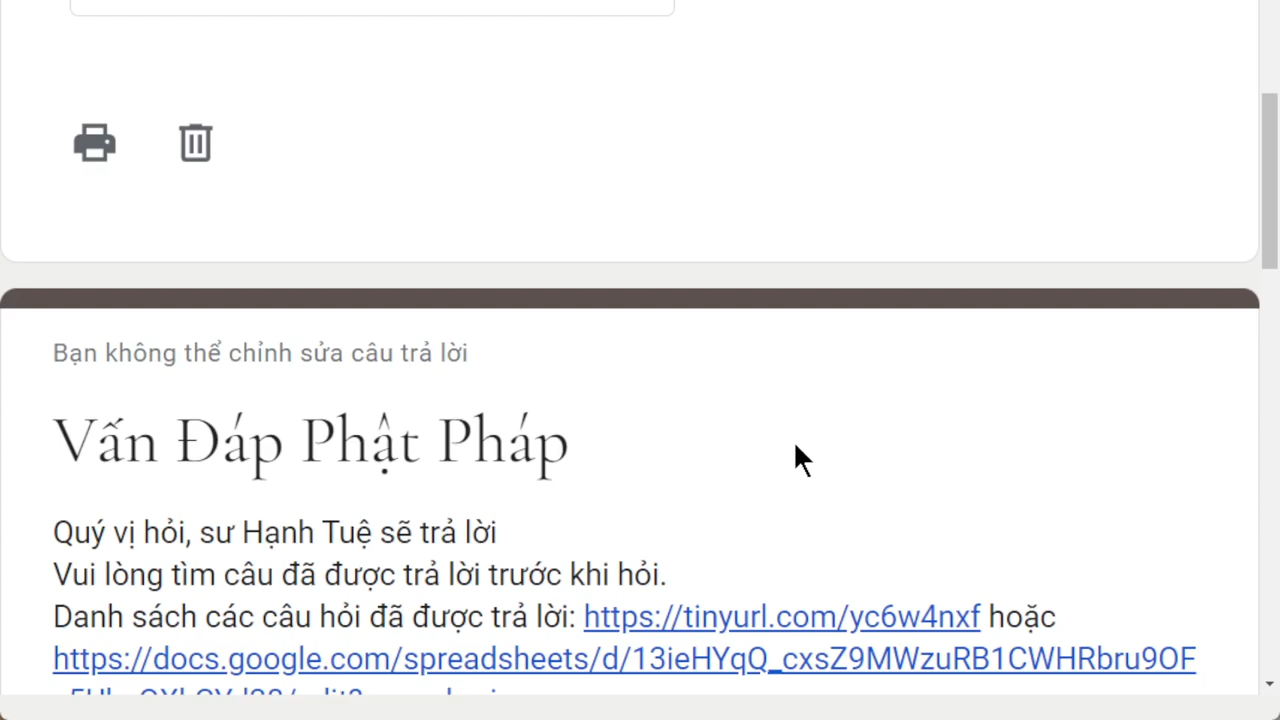 Bạn không thể chỉnh sửa câu trả lời
Vấn Đáp Phật Pháp
Quý vị hỏi, sư Hạnh Tuệ sẽ trả lời
Vui lòng tìm câu đã được trả lời trước khi hỏi.
Danh sách các câu hỏi đã được trả lời: https://tinyurl.com/yc6w4nxf hoặc
https://docs.google.com/spreadsheets/d/13ieHYqQ_cxsZ9MWzuRB1CWHRbru9OF